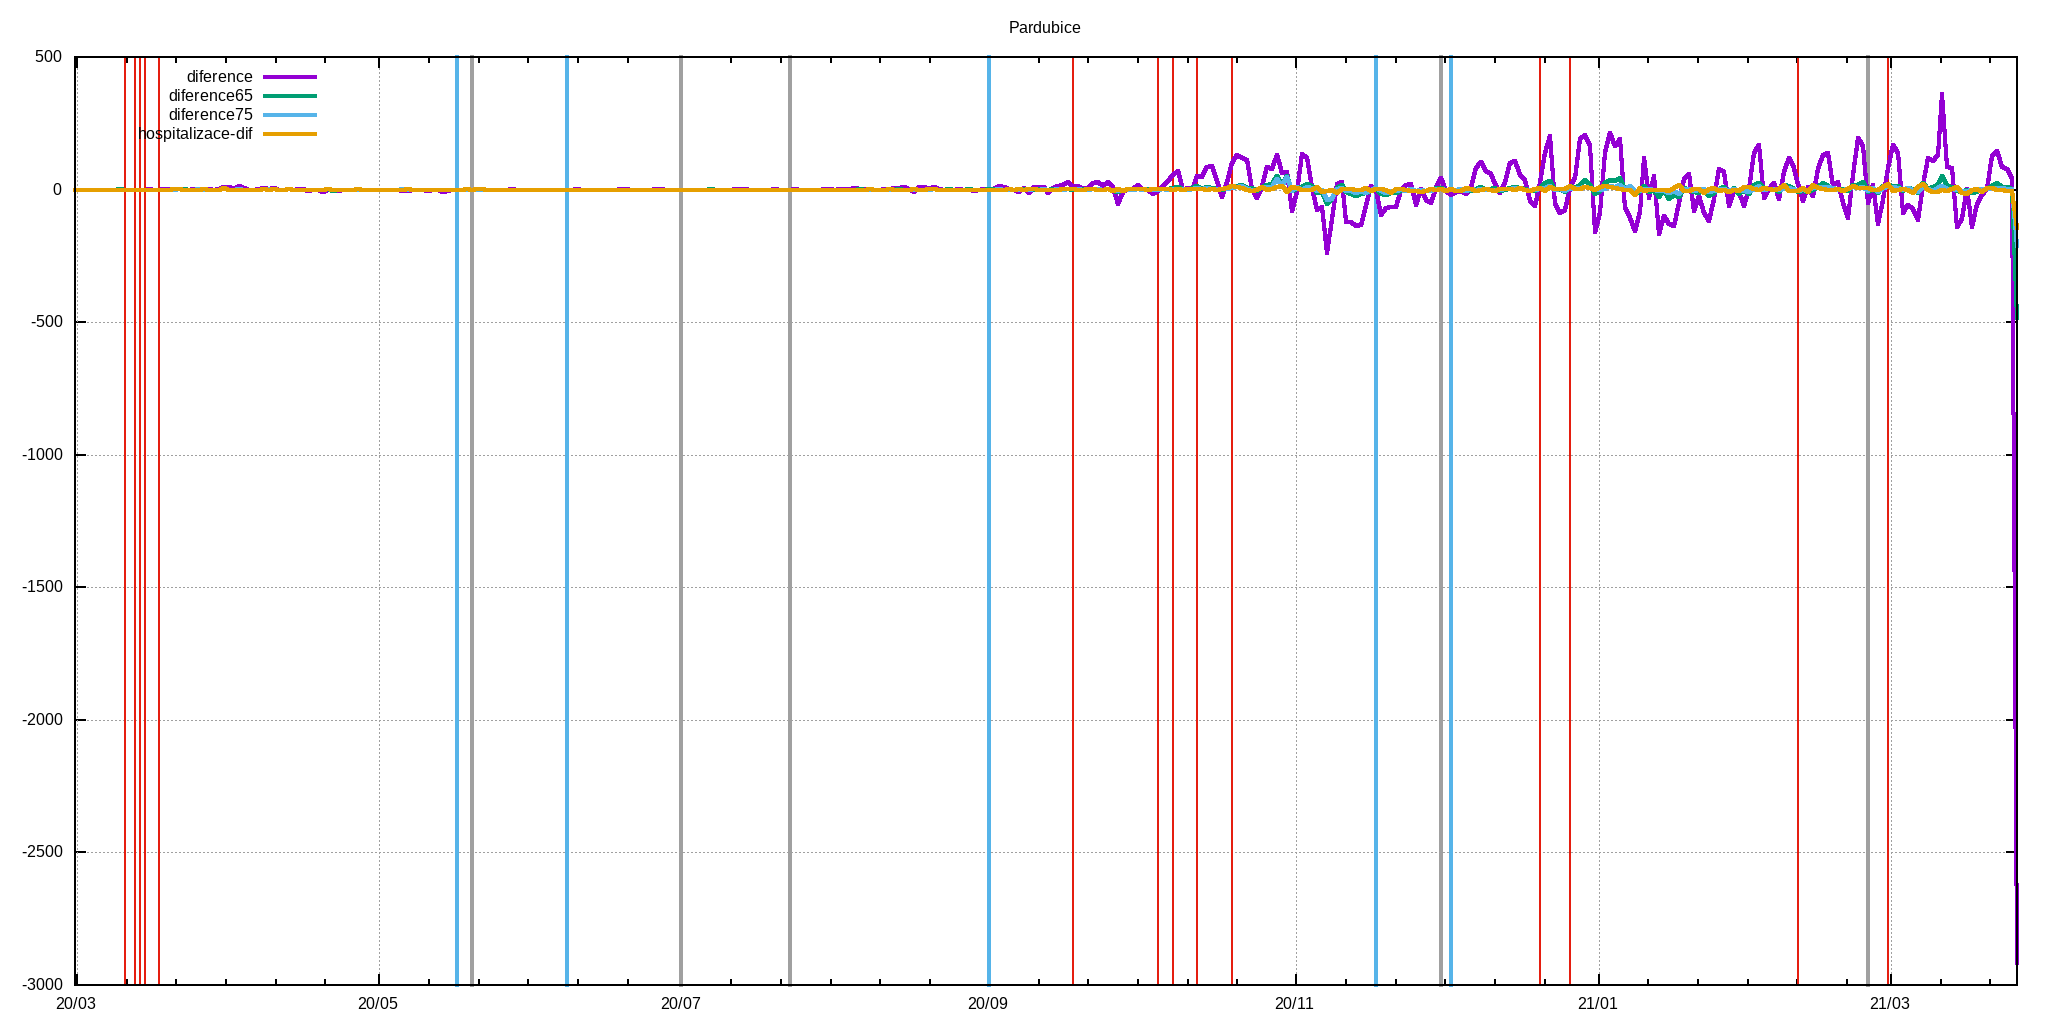 Pardubice
500
0
-500
-1000
-1500
-2000
-2500
-3000
diference
diference65
diference75
hospitalizace-dif
20/03 20/05 20/07 20/09 20/11 21/01 21/03